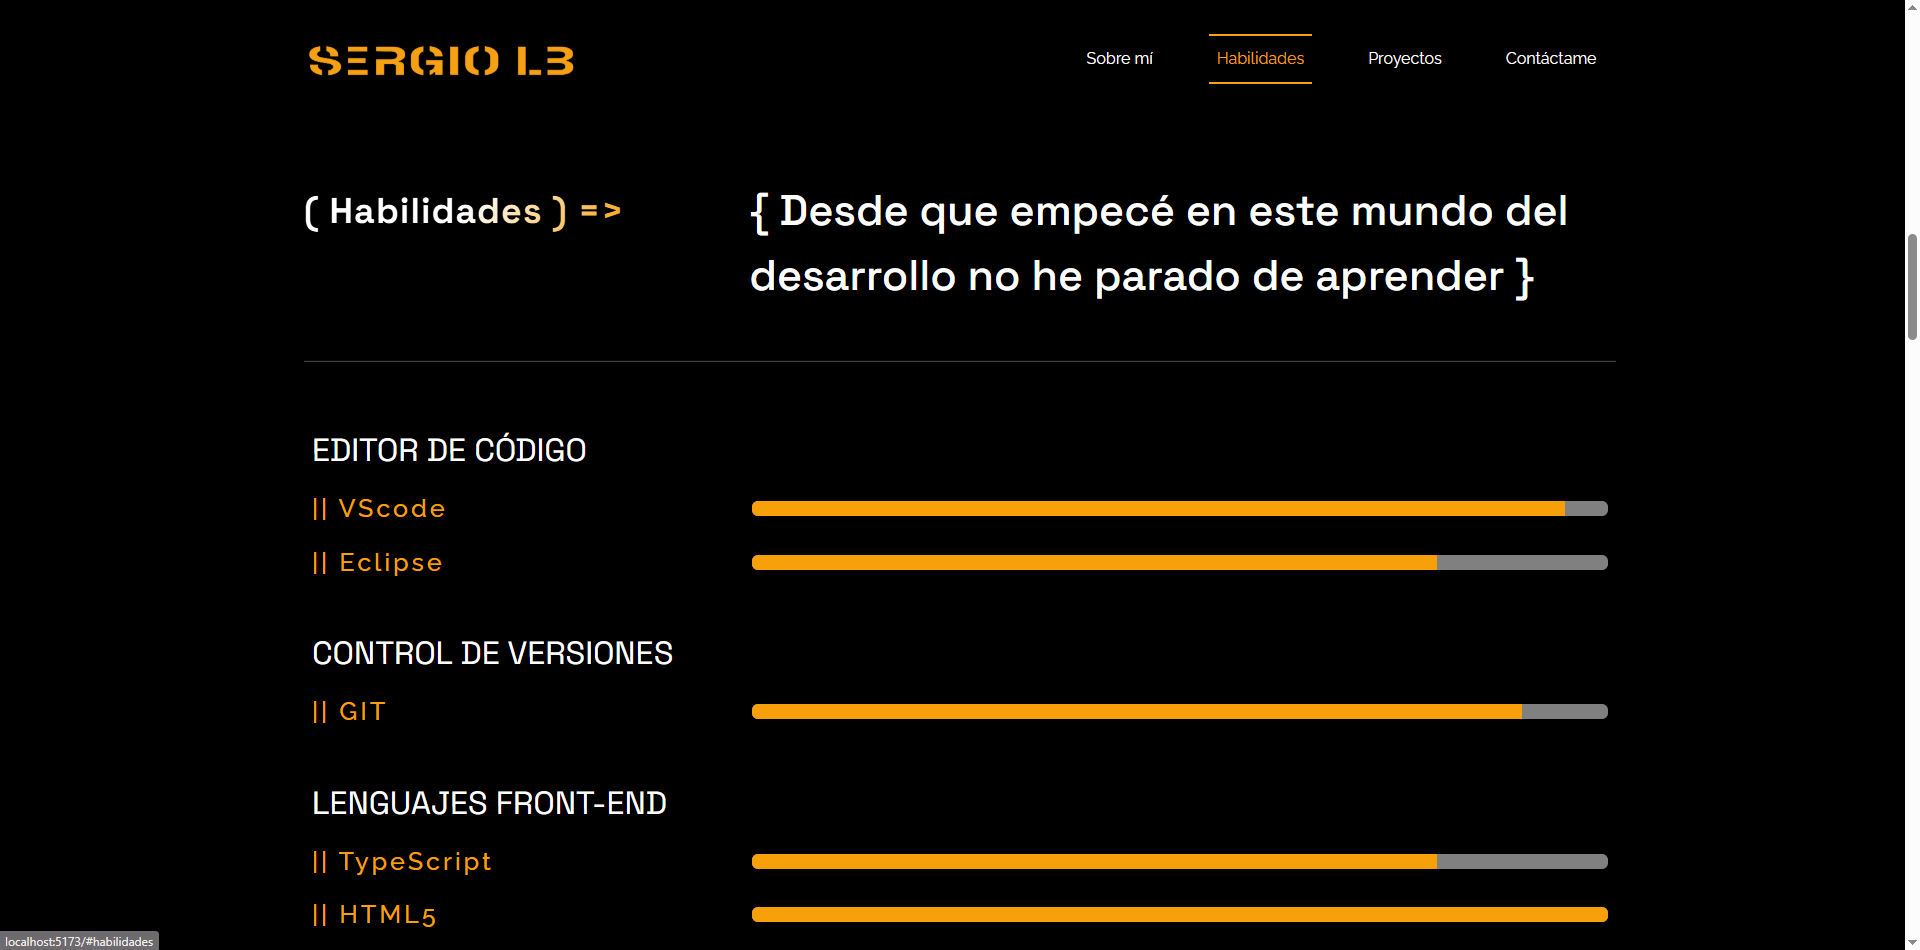 SERGIO LB
Sobre mí
Habilidades
Proyectos
Contáctame
( Habilidades ) =>
{ Desde que empecé en este mundo del
desarrollo no he parado de aprender }
EDITOR DE CÓDIGO
|| VScode
|| Eclipse
CONTROL DE VERSIONES
|| GIT
LENGUAJES FRONT-END
|| TypeScript
|| HTML5
localhost:5173/#habilidades